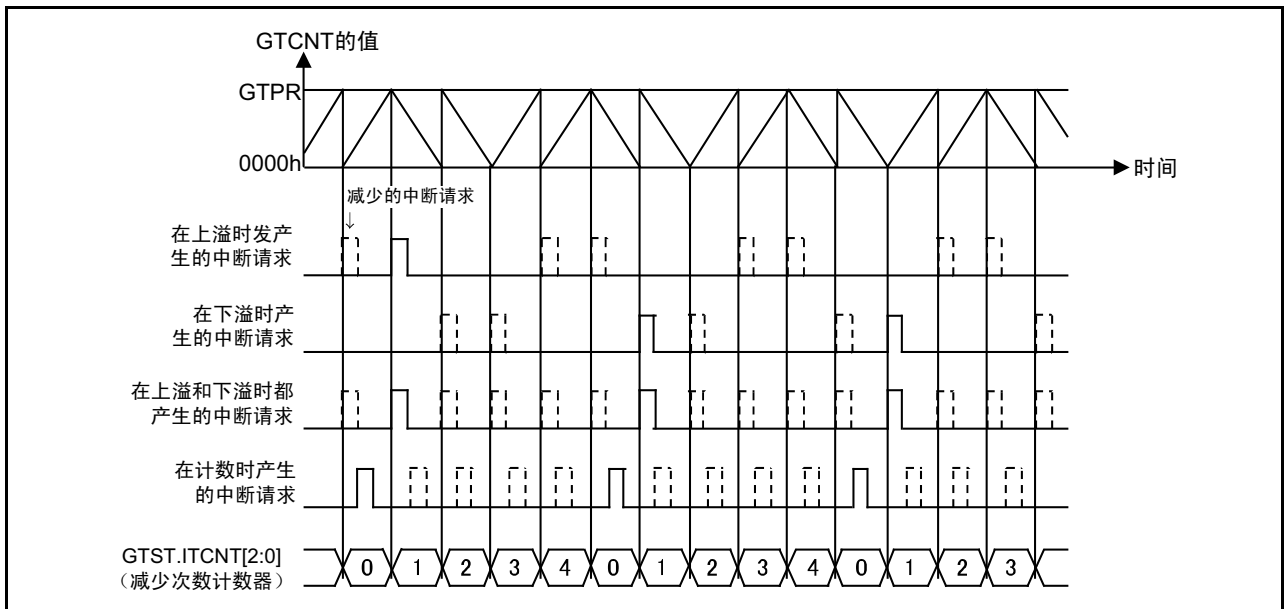 GTCNT的值
GTPR
0000h
时间
减少的中断请求
↓
在上溢时发产
生的中断请求
在下溢时产
生的中断请求
在上溢和下溢时都
产生的中断请求
在计数时产生
的中断请求
GTST.ITCNT[2:0]
（减少次数计数器）
0 1 2 3 4 0 1 2 3 4 0 1 2 3